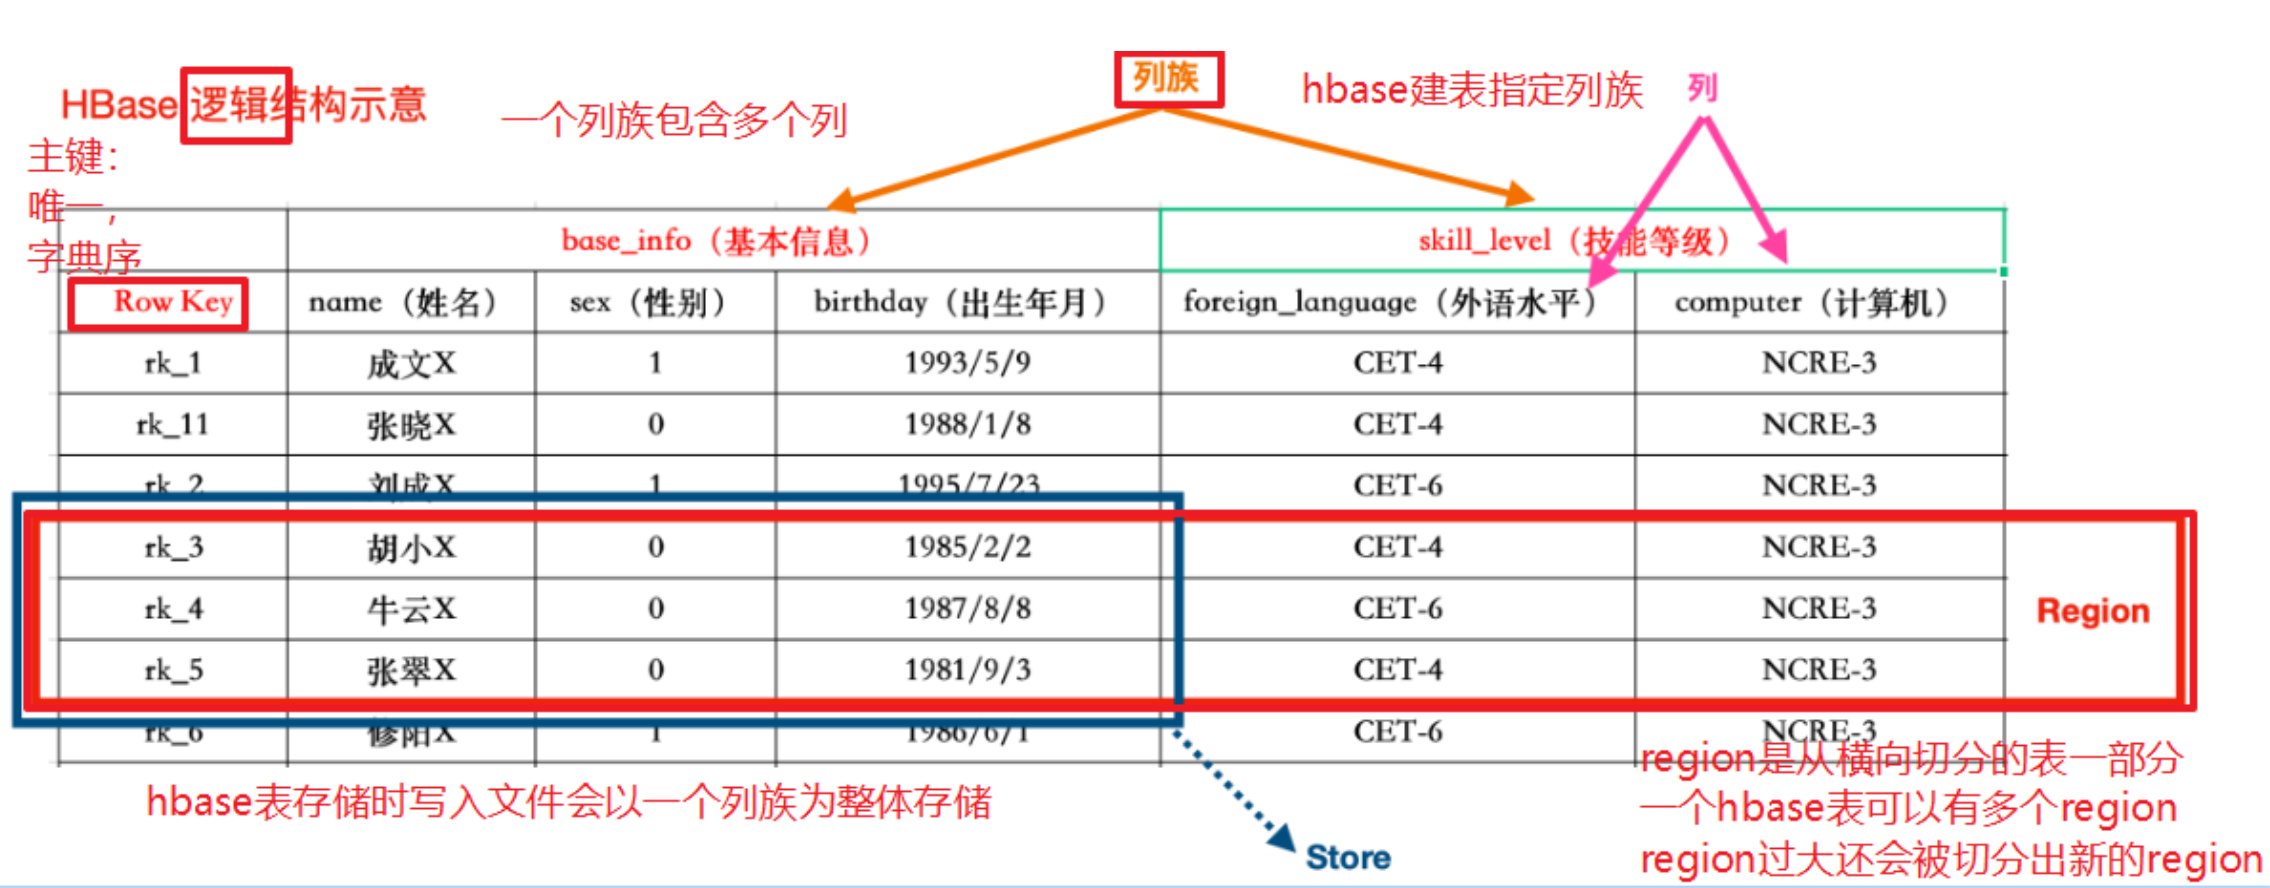 列族
hbase建表指定列族
列
HBase 逻辑结构示意
一个列族包含多个列
主键：
唯一，
字典序
base_info（基本信息） skill_level（技能等级）
Row Key name（姓名） sex（性别） birthday（出生年月） foreign_language（外语水平） computer（计算机）
rk_1 成文X 1 1993/5/9 CET-4 NCRE-3
rk_11 张晓X 0 1988/1/8 CET-4 NCRE-3
rk_2 刘成X 1 1995/7/23 CET-6 NCRE-3
rk_3 胡小X 0 1985/2/2 CET-4 NCRE-3
rk_4 牛云X 0 1987/8/8 CET-6 NCRE-3
rk_5 张翠X 0 1981/9/3 CET-4 NCRE-3
Region
rk_6 修阳X 1 1986/6/1 CET-6 NCRE-3
region是从横向切分的表一部分
hbase表存储时写入文件会以一个列族为整体存储
一个hbase表可以有多个region
Store
region过大还会被切分出新的region